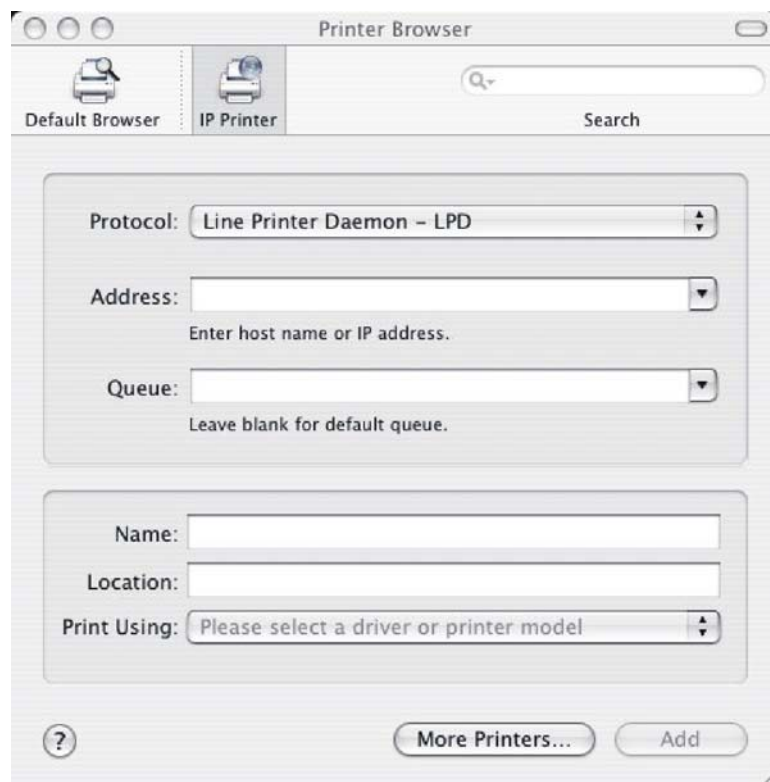 Printer Browser
Default Browser
IP Printer
Search
Protocol: Line Printer Daemon – LPD
Address:
Enter host name or IP address.
Queue:
Leave blank for default queue.
Name:
Location:
Print Using: Please select a driver or printer model
?
More Printers...
Add